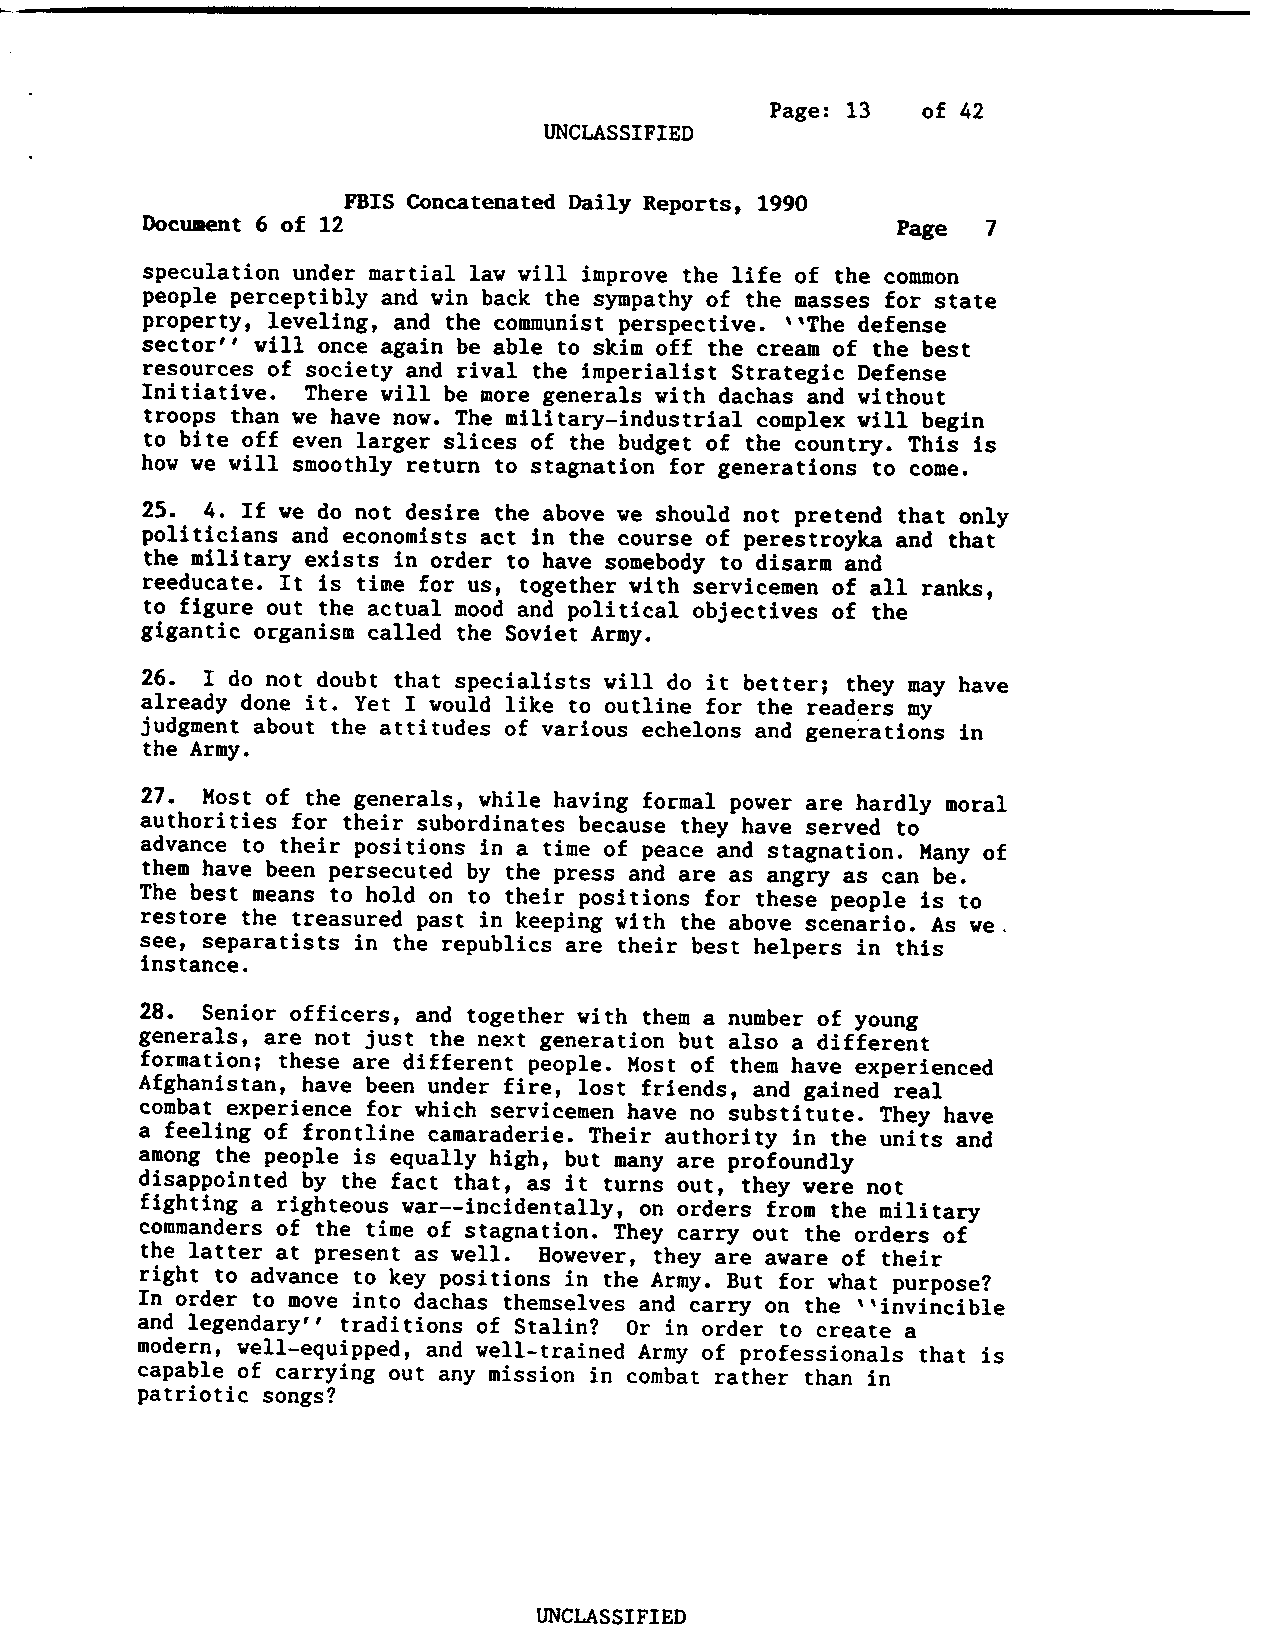 Page: 13 of 42
UNCLASSIFIED
FBIS Concatenated Daily Reports, 1990
Document 6 of 12 Page 7
speculation under martial law will improve the life of the common
people perceptibly and win back the sympathy of the masses for state
property, leveling, and the communist perspective. ‵‵The defense
sector′′ will once again be able to skim off the cream of the best
resources of society and rival the imperialist Strategic Defense
Initiative. There will be more generals with dachas and without
troops than we have now. The military-industrial complex will begin
to bite off even larger slices of the budget of the country. This is
how we will smoothly return to stagnation for generations to come.
25. 4. If we do not desire the above we should not pretend that only
politicians and economists act in the course of perestroyka and that
the military exists in order to have somebody to disarm and
reeducate. It is time for us, together with servicemen of all ranks,
to figure out the actual mood and political objectives of the
gigantic organism called the Soviet Army.
26. I do not doubt that specialists will do it better; they may have
already done it. Yet I would like to outline for the readers my
judgment about the attitudes of various echelons and generations in
the Army.
27. Most of the generals, while having formal power are hardly moral
authorities for their subordinates because they have served to
advance to their positions in a time of peace and stagnation. Many of
them have been persecuted by the press and are as angry as can be.
The best means to hold on to their positions for these people is to
restore the treasured past in keeping with the above scenario. As we
see, separatists in the republics are their best helpers in this
instance.
28. Senior officers, and together with them a number of young
generals, are not just the next generation but also a different
formation; these are different people. Most of them have experienced
Afghanistan, have been under fire, lost friends, and gained real
combat experience for which servicemen have no substitute. They have
a feeling of frontline camaraderie. Their authority in the units and
among the people is equally high, but many are profoundly
disappointed by the fact that, as it turns out, they were not
fighting a righteous war--incidentally, on orders from the military
commanders of the time of stagnation. They carry out the orders of
the latter at present as well. However, they are aware of their
right to advance to key positions in the Army. But for what purpose?
In order to move into dachas themselves and carry on the ‵‵invincible
and legendary′′ traditions of Stalin? Or in order to create a
modern, well-equipped, and well-trained Army of professionals that is
capable of carrying out any mission in combat rather than in
patriotic songs?
UNCLASSIFIED